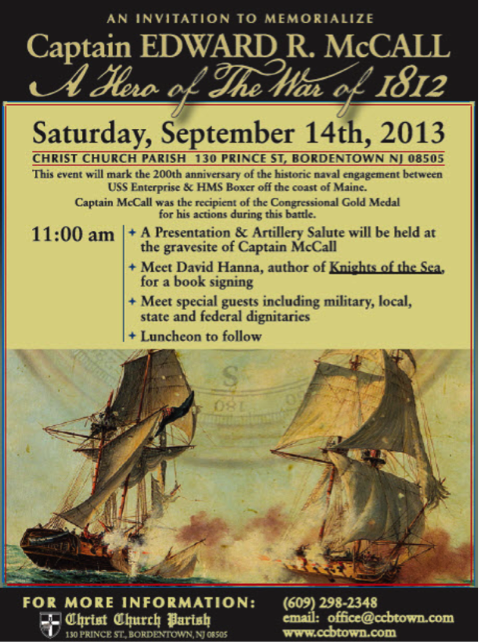 AN INVITATION TO MEMORIALIZE
Captain EDWARD R. McCALL
A Hero of The War of 1812
Saturday, September 14th, 2013
CHRIST CHURCH PARISH 130 PRINCE ST, BORDENTOWN NJ 08505
This event will mark the 200th anniversary of the historic naval engagement between
USS Enterprise & HMS Boxer off the coast of Maine.
Captain McCall was the recipient of the Congressional Gold Medal
for his actions during this battle.
11:00 am
✦ A Presentation & Artillery Salute will be held at
the gravesite of Captain McCall
✦ Meet David Hanna, author of Knights of the Sea,
for a book signing
✦ Meet special guests including military, local,
state and federal dignitaries
✦ Luncheon to follow
FOR MORE INFORMATION:
Christ Church Parish
130 PRINCE ST., BORDENTOWN, NJ 08505
(609) 298-2348
email: office@ccbtown.com
www.ccbtown.com